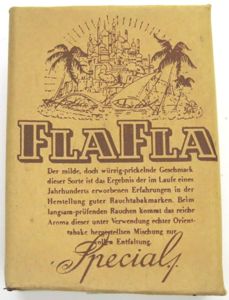 FLAFLA
Der milde, doch würzig-prickelnde Geschmack
dieser Sorte ist das Ergebnis der im Laufe eines
Jahrhunderts erworbenen Erfahrungen in der
Herstellung guter Rauchtabakmarken. Beim
langsam-prüfenden Rauchen kommt das reiche
Aroma dieser unter Verwendung echter Orient-
tabake hergestellten Mischung zur
vollen Entfaltung.
Special